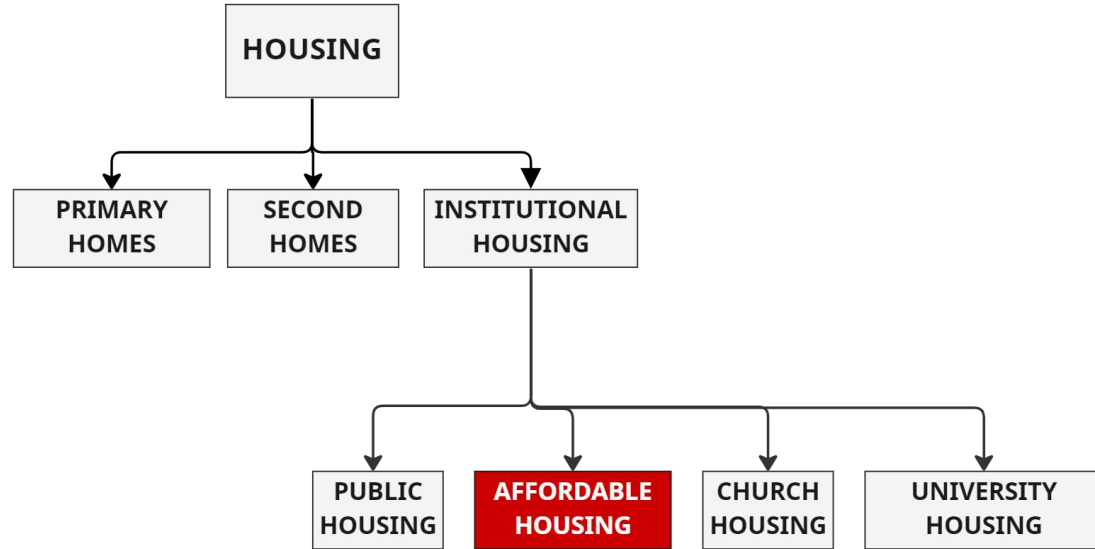 HOUSING
PRIMARY
HOMES
SECOND
HOMES
INSTITUTIONAL
HOUSING
PUBLIC
HOUSING
AFFORDABLE
HOUSING
CHURCH
HOUSING
UNIVERSITY
HOUSING